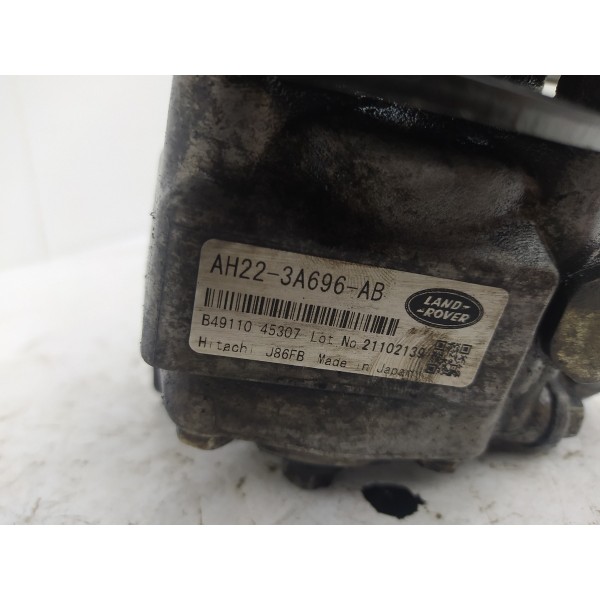 AH22-3A696-AB
LAND-
ROVER
B49110 45307 Lot No.21102139
Hitachi J86FB Made in Japan